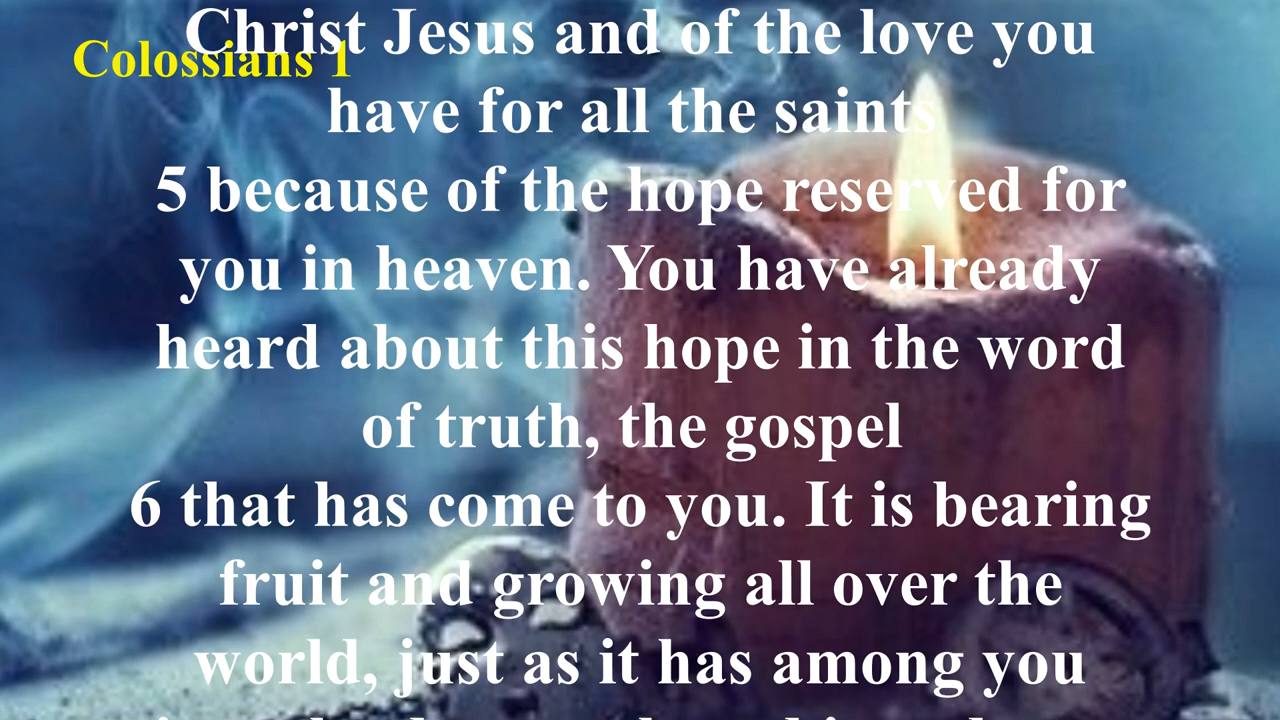 Colossians 1
Christ Jesus and of the love you
have for all the saints
5 because of the hope reserved for
you in heaven. You have already
heard about this hope in the word
of truth, the gospel
6 that has come to you. It is bearing
fruit and growing all over the
world, just as it has among you